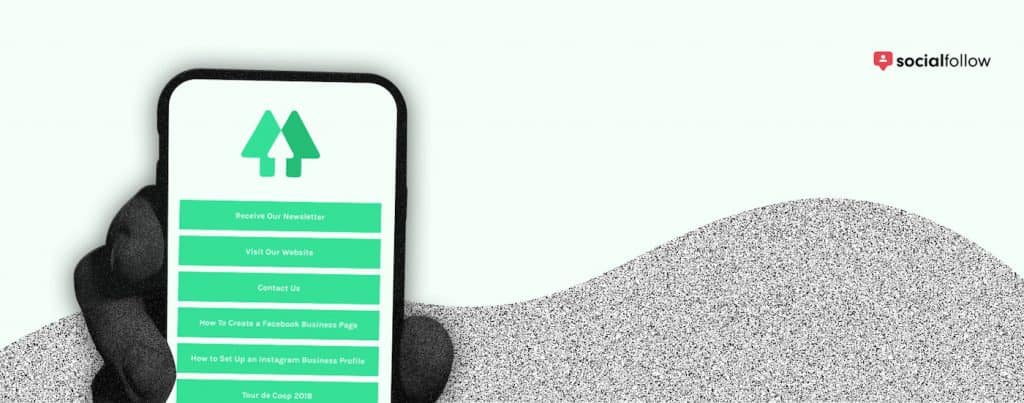 socialfollow
Receive Our Newsletter
Visit Our Website
Contact Us
How To Create a Facebook Business Page
How to Set Up an Instagram Business Profile
Tour de Coop 2018